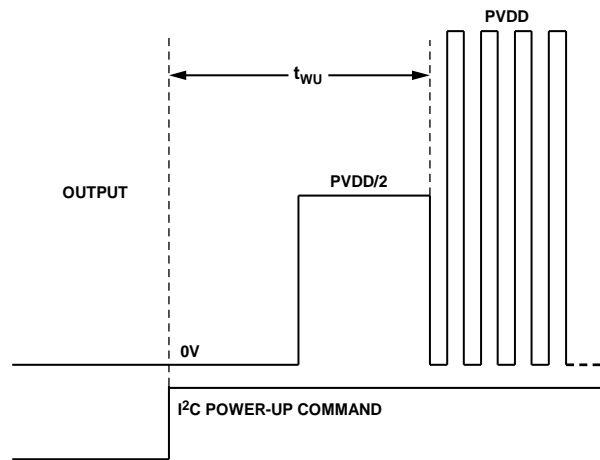 PVDD
tWU
PVDD/2
OUTPUT
0V
I²C POWER-UP COMMAND